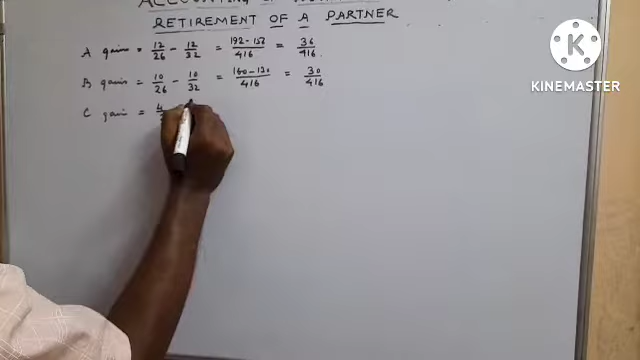 RETIREMENT OF A PARTNER
A gain = 12/26 - 12/32 = 192-156/416 = 36/416
B gain = 10/26 - 10/32 = 160-130/416 = 30/416
C gain = 4/
KINEMASTER